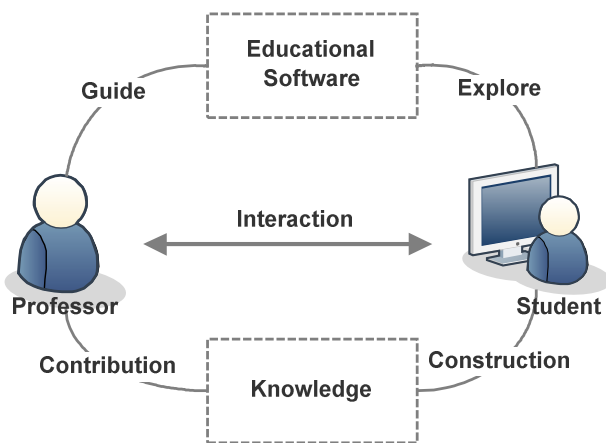 Educational
Software
Guide
Explore
Interaction
Professor
Student
Contribution
Construction
Knowledge